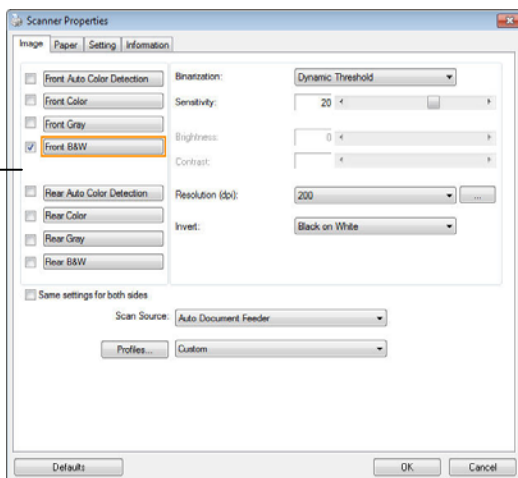 Scanner Properties
Image Paper Setting Information
Front Auto Color Detection
Front Color
Front Gray
Front B&W
Rear Auto Color Detection
Rear Color
Rear Gray
Rear B&W
Binarization: Dynamic Threshold
Sensitivity: 20
Brightness: 0
Contrast:
Resolution (dpi): 200 ...
Invert: Black on White
Same settings for both sides
Scan Source: Auto Document Feeder
Profiles... Custom
Defaults OK Cancel